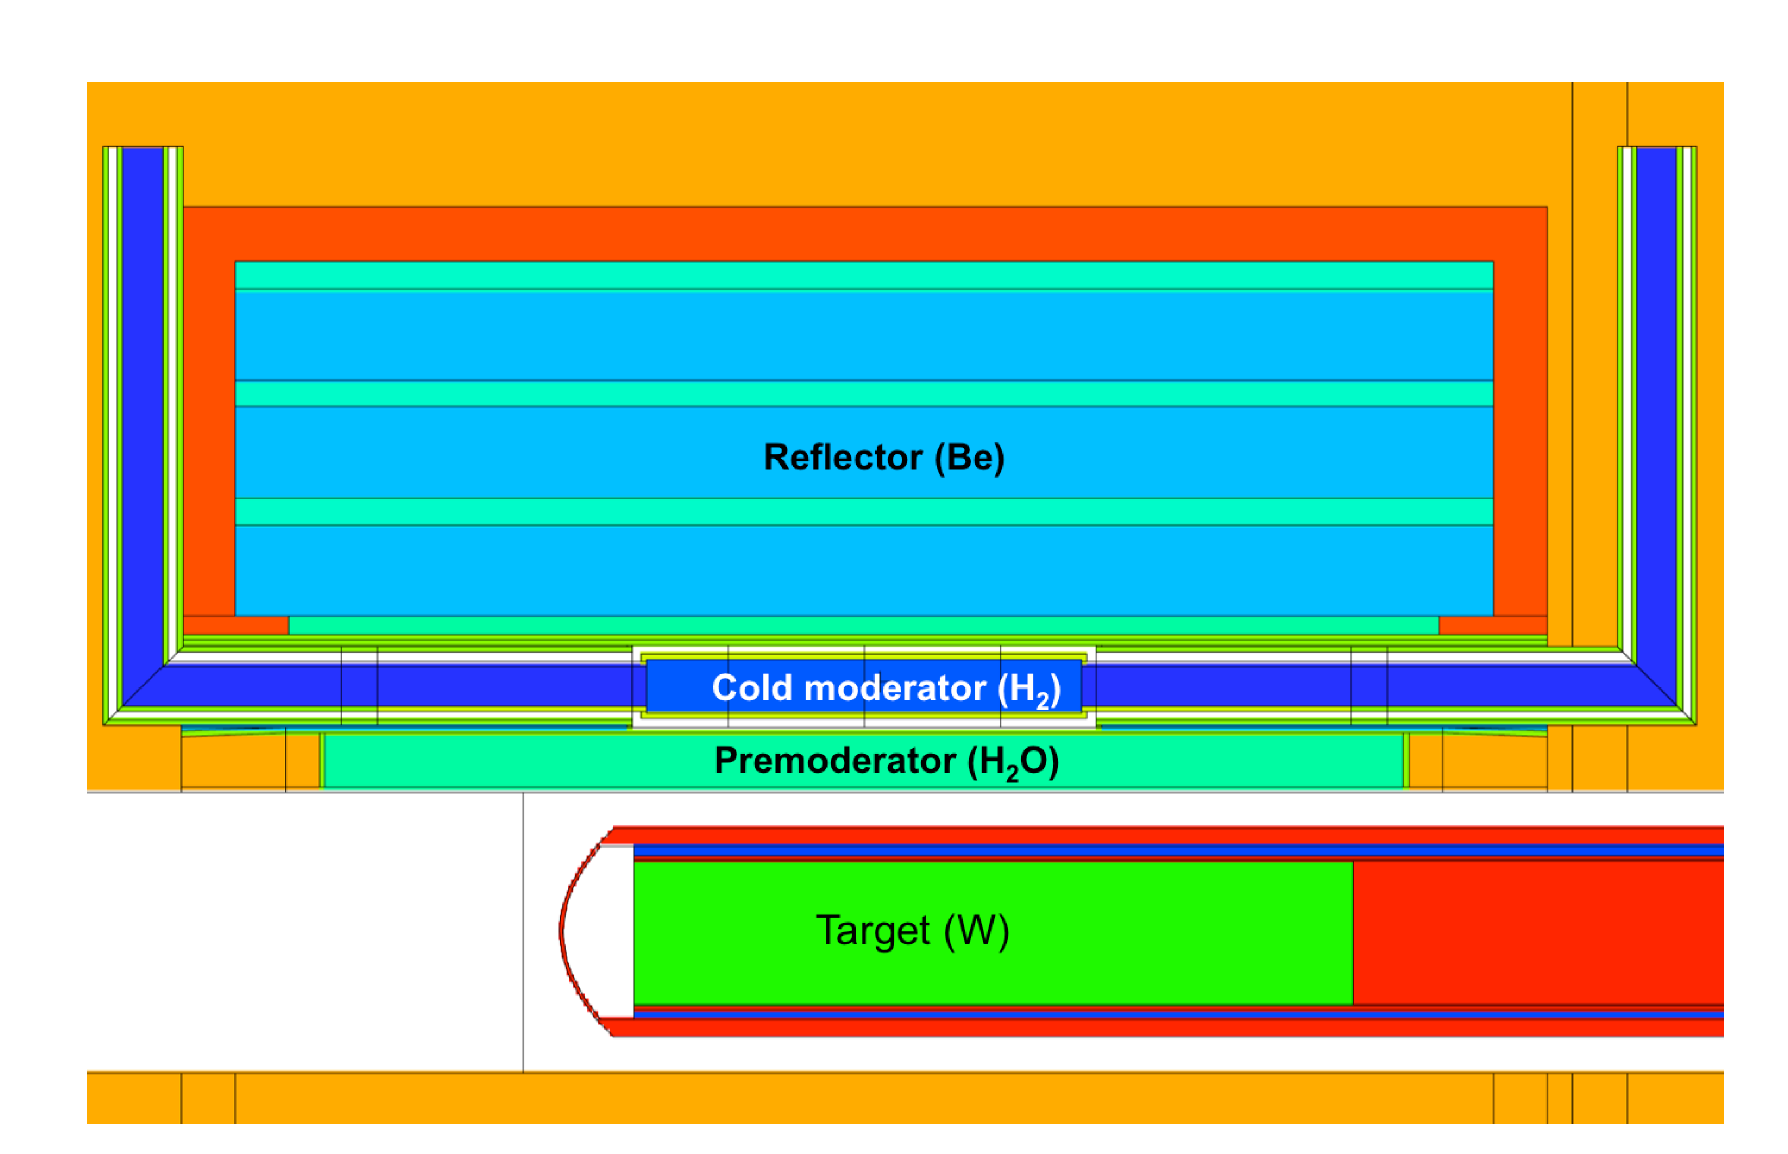 Reflector (Be)
Cold moderator (H₂)
Premoderator (H₂O)
Target (W)